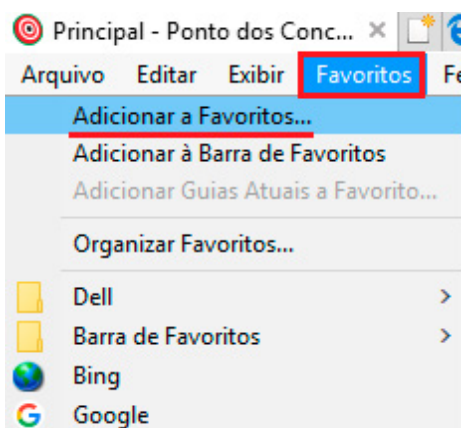 Principal - Ponto dos Conc...
Arquivo Editar Exibir Favoritos Fe
Adicionar a Favoritos...
Adicionar à Barra de Favoritos
Adicionar Guias Atuais a Favorito...
Organizar Favoritos...
Dell
Barra de Favoritos
Bing
Google